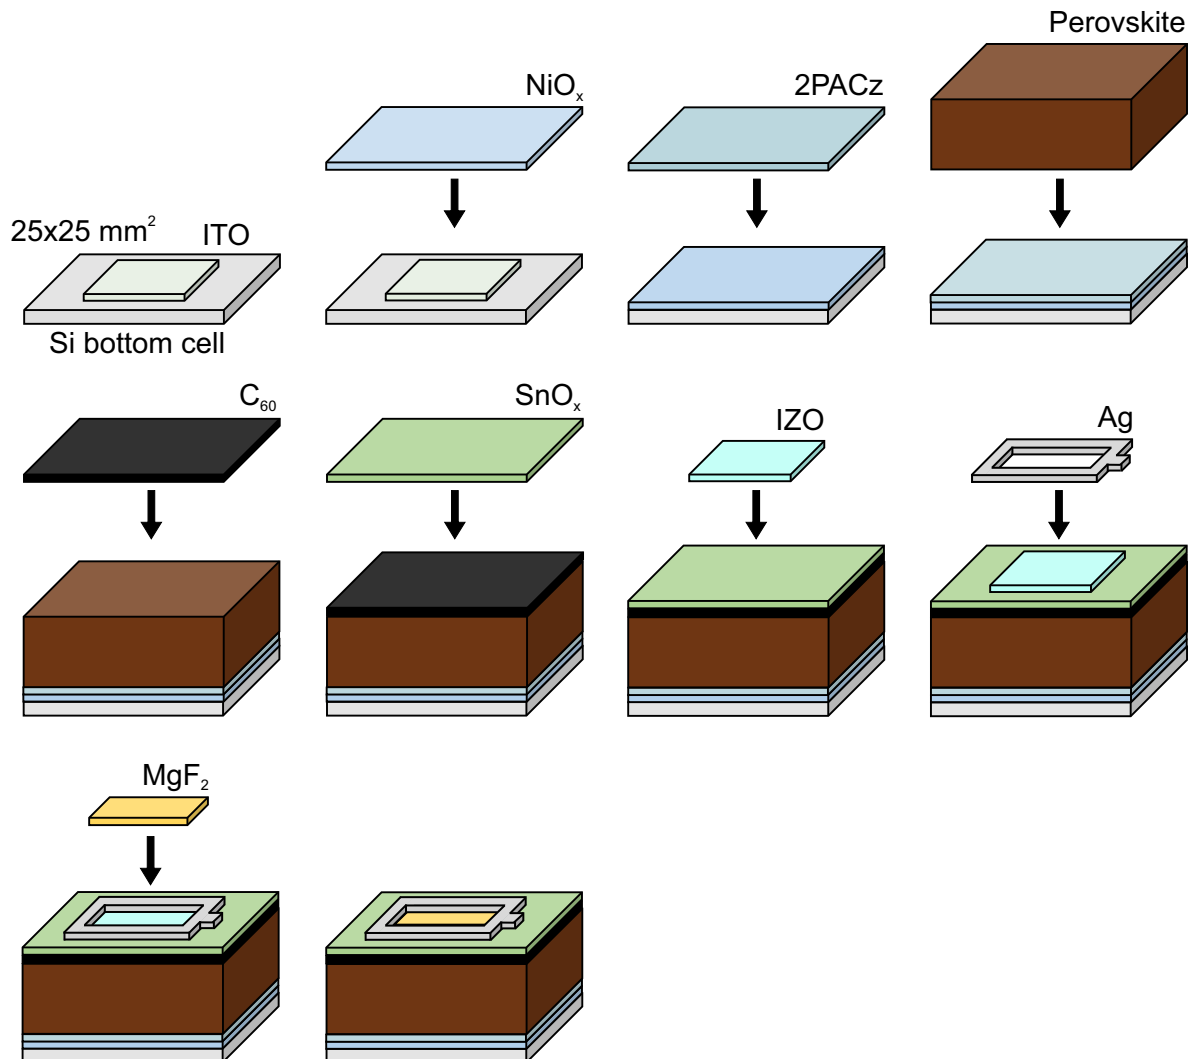 Perovskite
NiOₓ
2PACz
25x25 mm²
ITO
Si bottom cell
C₆₀
SnOₓ
IZO
Ag
MgF₂